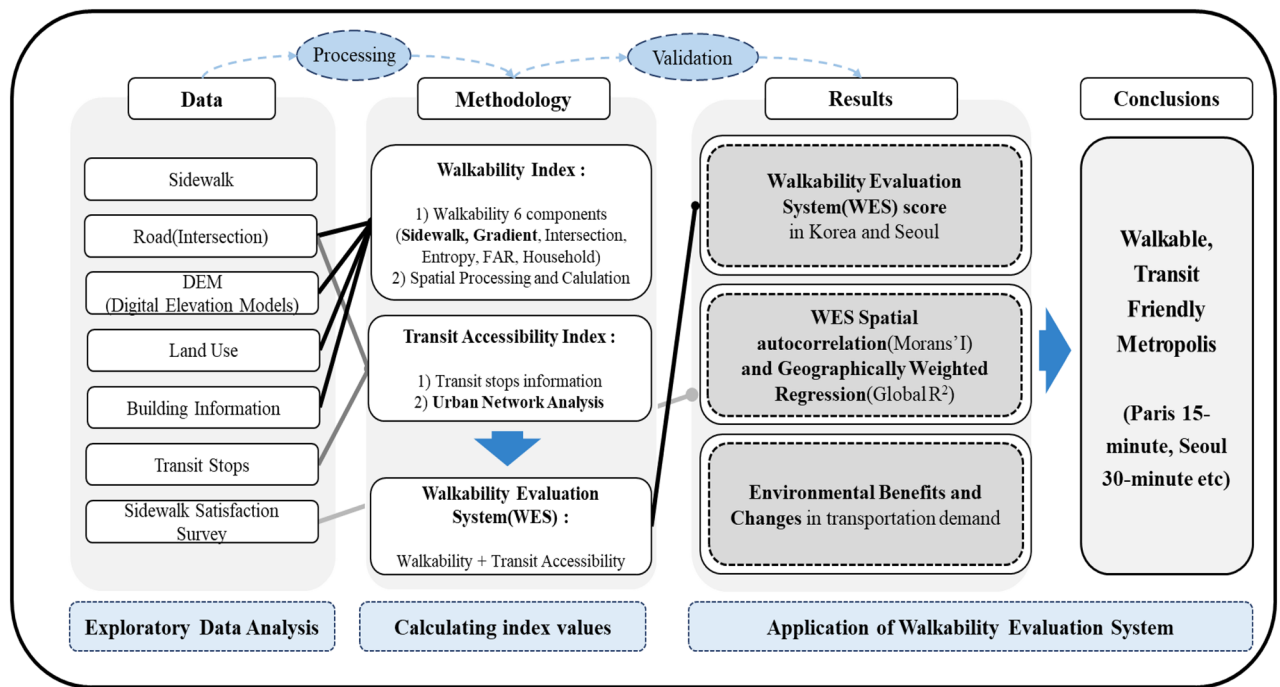 Processing
Validation
Data
Methodology
Results
Conclusions
Sidewalk
Road(Intersection)
DEM
(Digital Elevation Models)
Land Use
Building Information
Transit Stops
Sidewalk Satisfaction
Survey
Walkability Index :
1) Walkability 6 components
(Sidewalk, Gradient, Intersection,
Entropy, FAR, Household)
2) Spatial Processing and Calulation
Transit Accessibility Index :
1) Transit stops information
2) Urban Network Analysis
Walkability Evaluation
System(WES) :
Walkability + Transit Accessibility
Walkability Evaluation
System(WES) score
in Korea and Seoul
WES Spatial
autocorrelation(Morans’I)
and Geographically Weighted
Regression(Global R²)
Environmental Benefits and
Changes in transportation demand
Walkable,
Transit
Friendly
Metropolis
(Paris 15-
minute, Seoul
30-minute etc)
Exploratory Data Analysis
Calculating index values
Application of Walkability Evaluation System